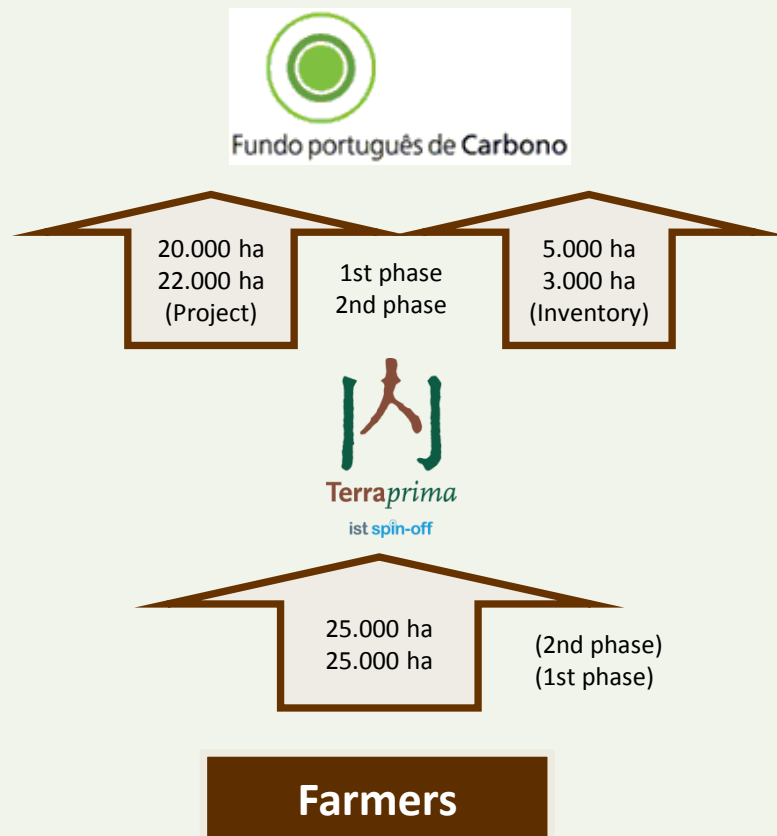 Fundo português de Carbono
20.000 ha
22.000 ha
(Project)
1st phase
2nd phase
5.000 ha
3.000 ha
(Inventory)
Terraprima
ist spin-off
25.000 ha
25.000 ha
(2nd phase)
(1st phase)
Farmers